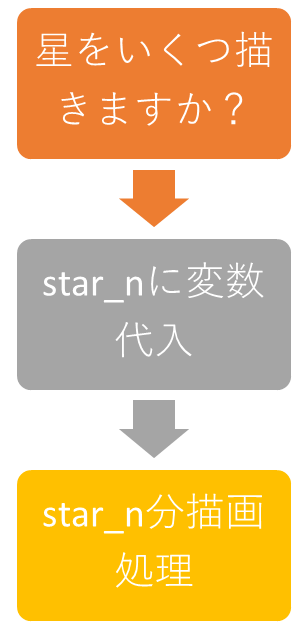 星をいくつ描
きますか？
star_nに変数
代入
star_n分描画
処理